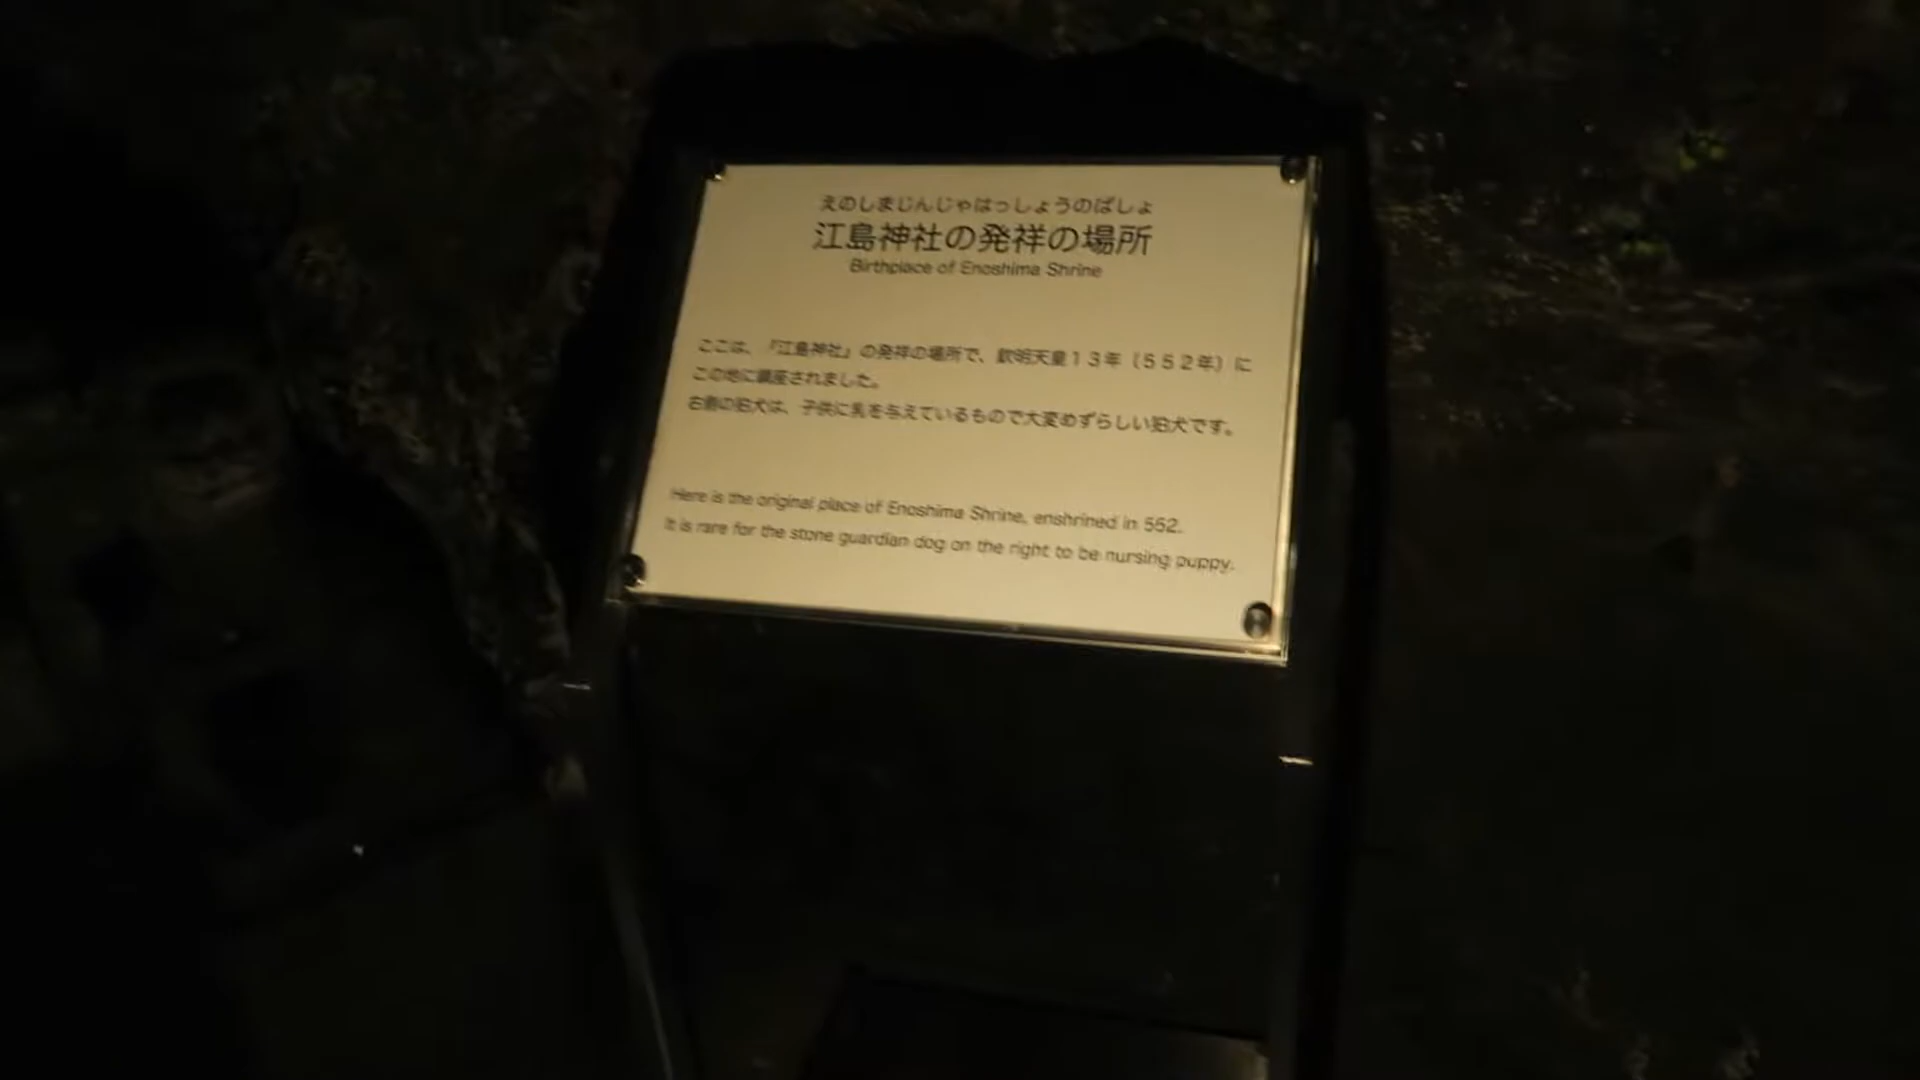 えのしまじんじゃはっしょうのばしょ
江島神社の発祥の場所
Birthplace of Enoshima Shrine
ここは、『江島神社』の発祥の場所で、欽明天皇１３年（５５２年）に
この地に鎮座されました。
右側の狛犬は、子供に乳を与えているもので大変めずらしい狛犬です。
Here is the original place of Enoshima Shrine, enshrined in 552.
It is rare for the stone guardian dog on the right to be nursing puppy.